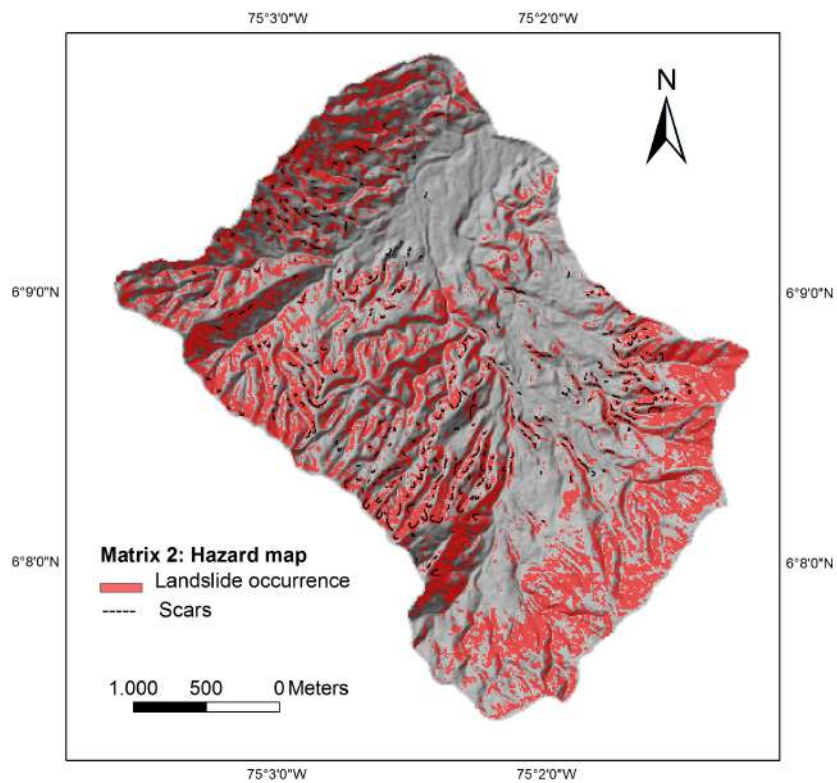 75°3'0"W 75°2'0"W
N
6°9'0"N 6°9'0"N
6°8'0"N 6°8'0"N
Matrix 2: Hazard map
Landslide occurrence
Scars
1.000 500 0 Meters
75°3'0"W 75°2'0"W